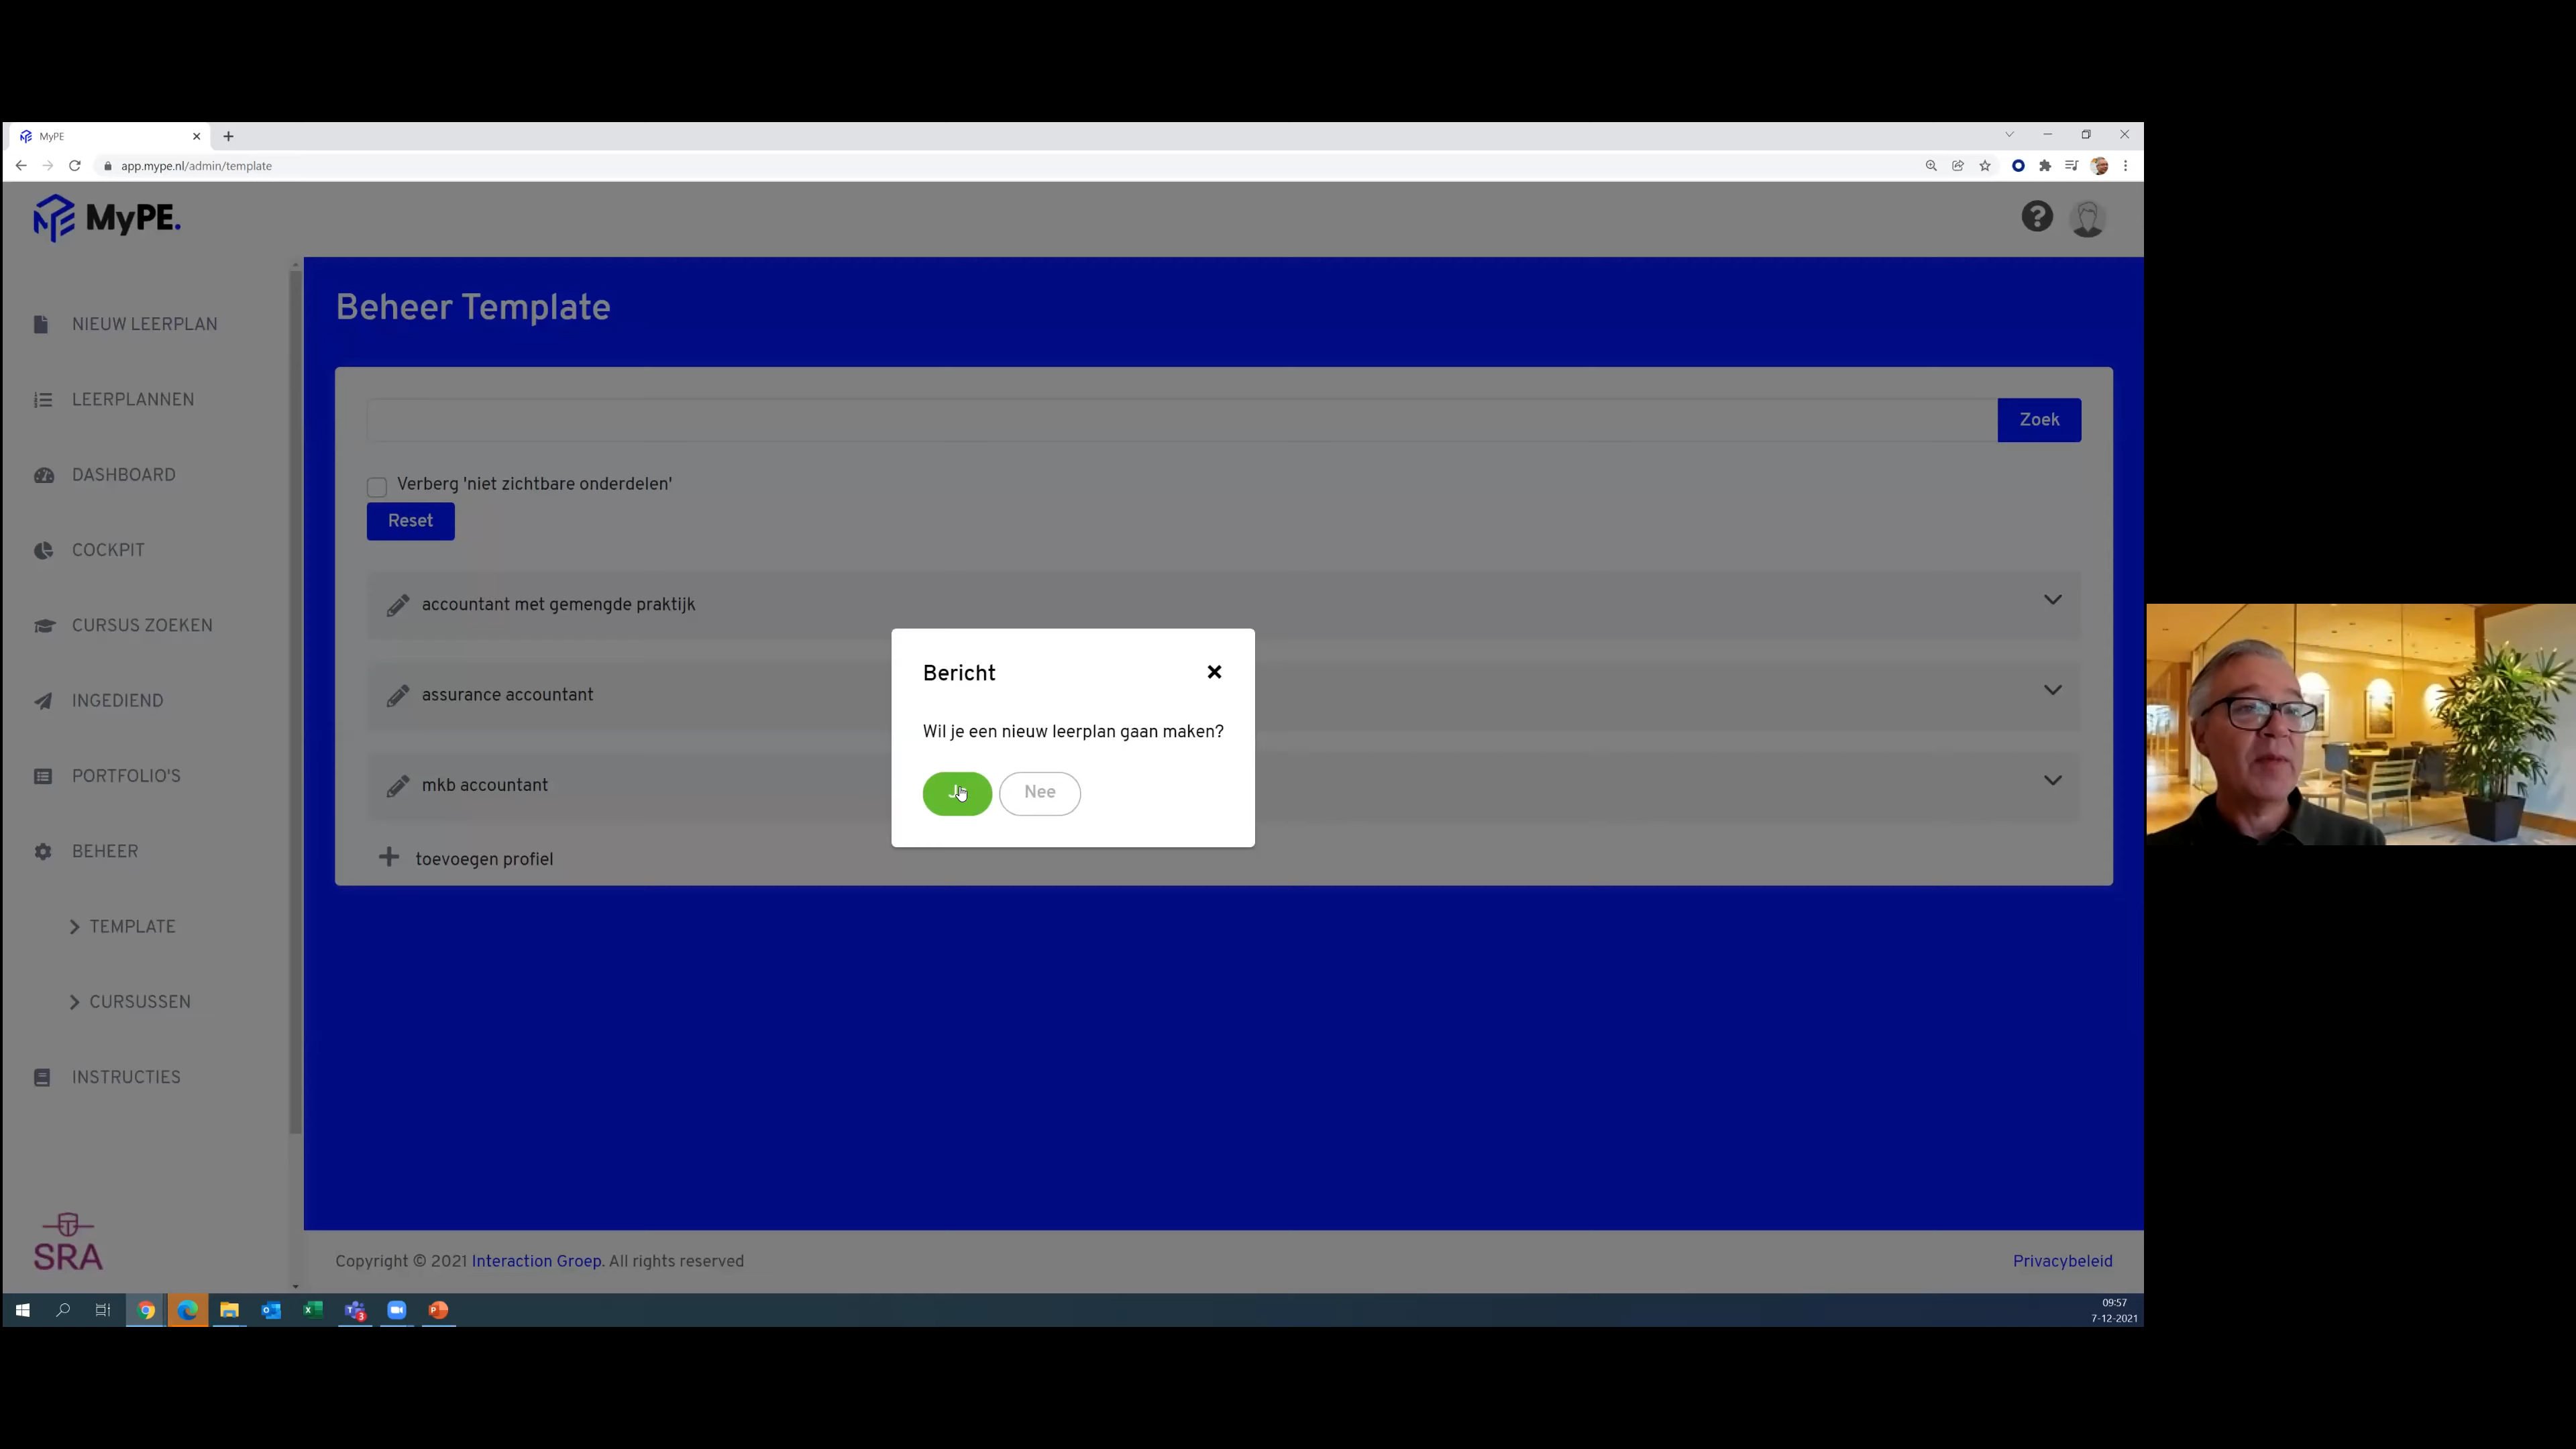 MyPE
app.mype.nl/admin/template
MyPE.
NIEUW LEERPLAN
LEERPLANNEN
DASHBOARD
COCKPIT
CURSUS ZOEKEN
INGEDIEND
PORTFOLIO'S
BEHEER
TEMPLATE
CURSUSSEN
INSTRUCTIES
SRA
Beheer Template
Zoek
Verberg 'niet zichtbare onderdelen'
Reset
accountant met gemengde praktijk
assurance accountant
mkb accountant
toevoegen profiel
Bericht
Wil je een nieuw leerplan gaan maken?
Nee
Copyright © 2021 Interaction Groep. All rights reserved
Privacybeleid
3
09:57
7-12-2021